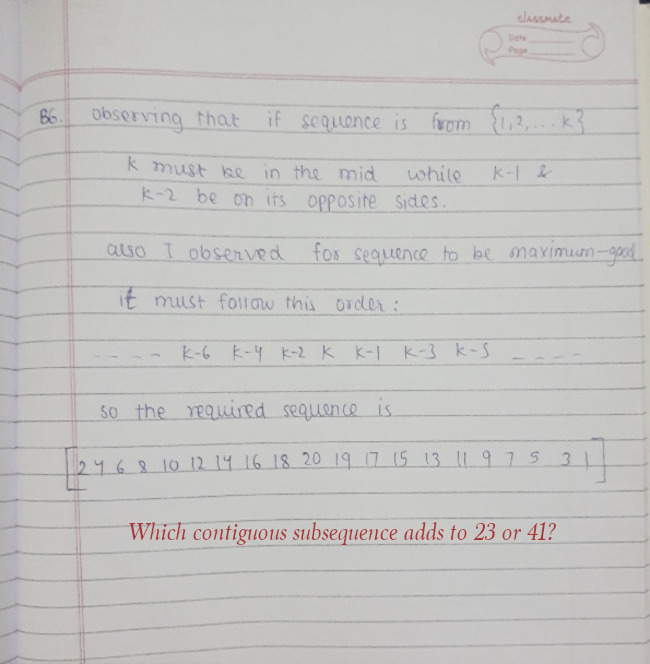 classmate
Date
Page
B6. observing that if sequence is from {1,2, ... k}
k must be in the mid while k-1 &
k-2 be on its opposite sides.
also I observed for sequence to be maximum-good
it must follow this order :
---- k-6 k-4 k-2 k k-1 k-3 k-5 ----
so the required sequence is
[2 4 6 8 10 12 14 16 18 20 19 17 15 13 11 9 7 5 3 1]
Which contiguous subsequence adds to 23 or 41?